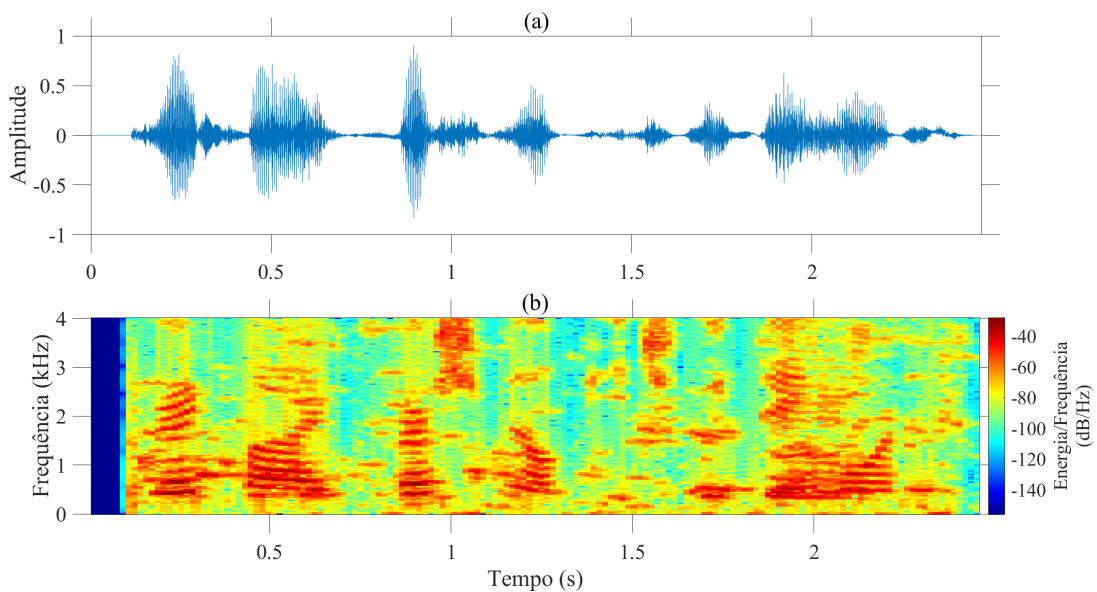 (a)
1
0.5
0
-0.5
-1
Amplitude
0 0.5 1 1.5 2
(b)
4
3
2
1
0
Frequência (kHz)
0.5 1 1.5 2
Tempo (s)
-40
-60
-80
-100
-120
-140
Energia/Frequência
(dB/Hz)